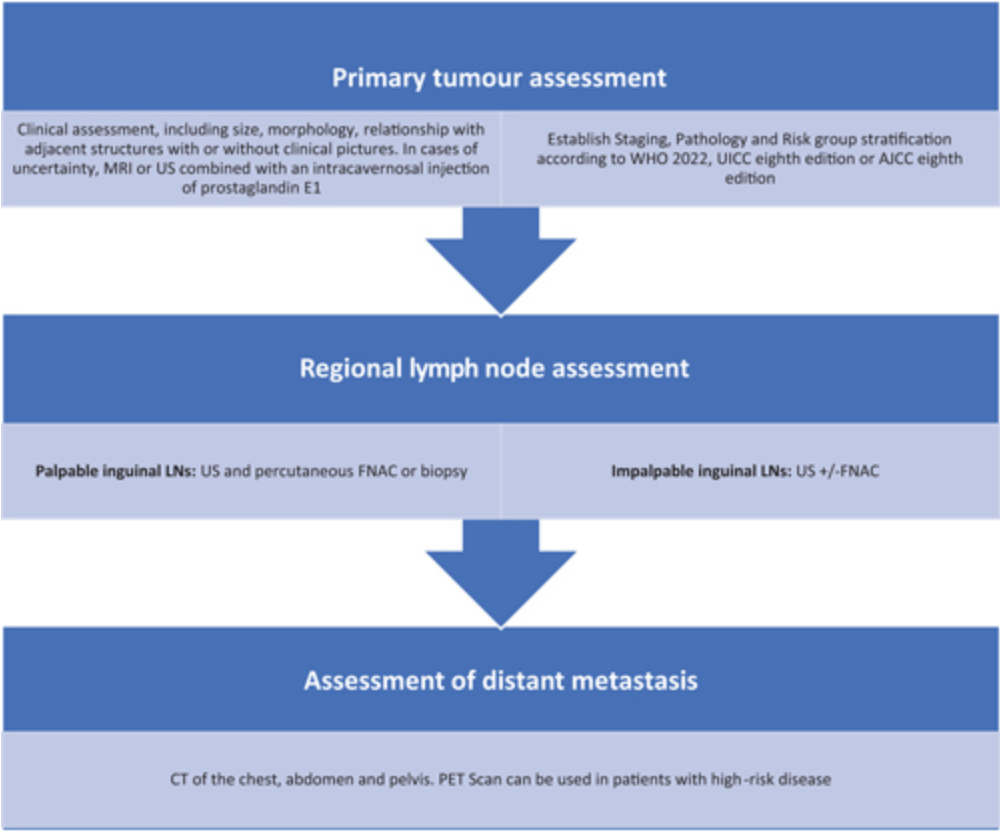 Primary tumour assessment
Clinical assessment, including size, morphology, relationship with
adjacent structures with or without clinical pictures. In cases of
uncertainty, MRI or US combined with an intracavernosal injection
of prostaglandin E1
Establish Staging, Pathology and Risk group stratification
according to WHO 2022, UICC eighth edition or AJCC eighth
edition
Regional lymph node assessment
Palpable inguinal LNs: US and percutaneous FNAC or biopsy
Impalpable inguinal LNs: US +/-FNAC
Assessment of distant metastasis
CT of the chest, abdomen and pelvis. PET Scan can be used in patients with high-risk disease